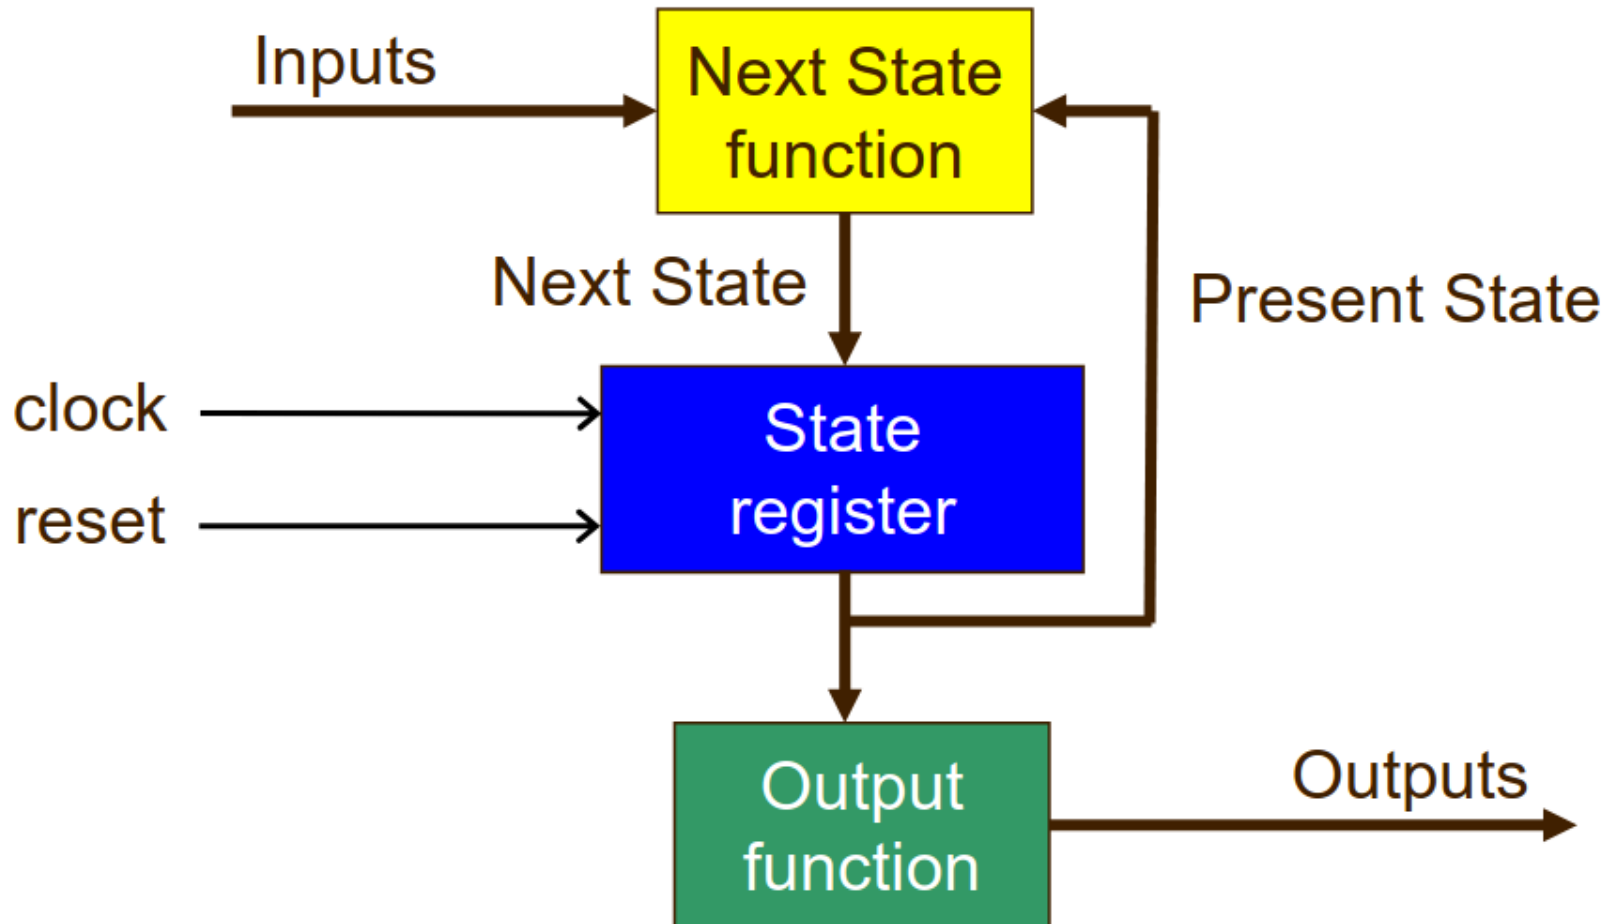 Inputs
Next State
function
Next State
Present State
clock
State
register
reset
Output
function
Outputs